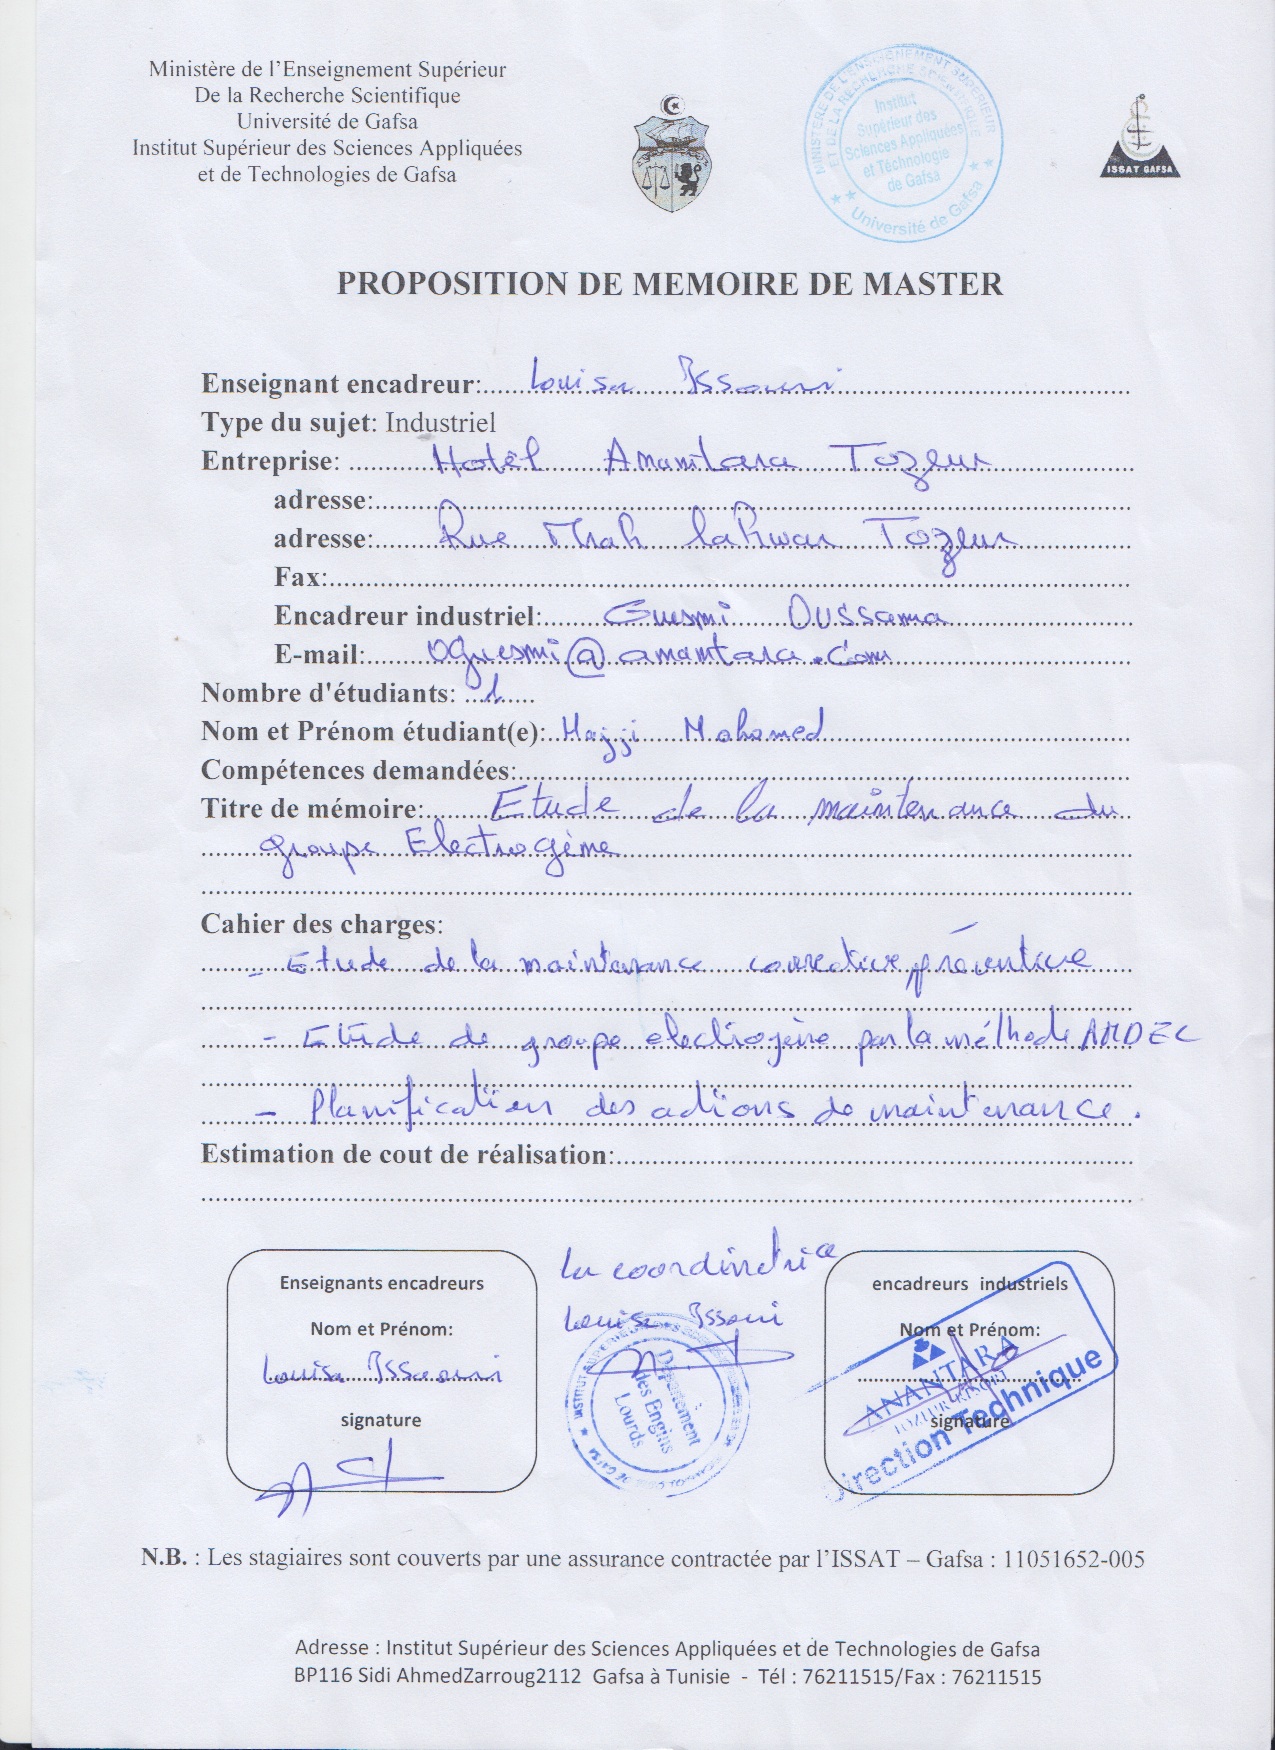 Ministère de l'Enseignement Supérieur
De la Recherche Scientifique
Université de Gafsa
Institut Supérieur des Sciences Appliquées
et de Technologies de Gafsa
MINISTERE DE L'ENSEIGNEMENT SUPERIEUR
ET DE LA RECHERCHE SCIENTIFIQUE
Institut
Supérieur des
Sciences Appliquées
et Téchnologie
de Gafsa
Université de Gafsa
ISSAT GAFSA
PROPOSITION DE MEMOIRE DE MASTER
Enseignant encadreur: Louisa Issaoui
Type du sujet: Industriel
Entreprise: Hotêl Anantara Tozeur
adresse:
adresse: Rue Tozeur
Fax:
Encadreur industriel: Guesmi Oussama
E-mail: oguesmi@anantara.com
Nombre d'étudiants: 1
Nom et Prénom étudiant(e): Hajji Mohamed
Compétences demandées:
Titre de mémoire: Etude de la maintenance du
groupe Electrogène
Cahier des charges:
- Etude de la maintenance corrective, préventive
- Etude de groupe electrogène par la méthode AMDEC
- Planification des actions de maintenance.
Estimation de cout de réalisation:
La coordinatrice
Louisa Issaoui
Enseignants encadreurs
Nom et Prénom:
Louisa Issaoui
signature
Département
des Engins
Lourds
encadreurs industriels
Nom et Prénom:
ANANTARA
TOZEUR RESORT
signature
Direction Technique
N.B. : Les stagiaires sont couverts par une assurance contractée par l'ISSAT – Gafsa : 11051652-005
Adresse : Institut Supérieur des Sciences Appliquées et de Technologies de Gafsa
BP116 Sidi AhmedZarroug2112 Gafsa à Tunisie - Tél : 76211515/Fax : 76211515